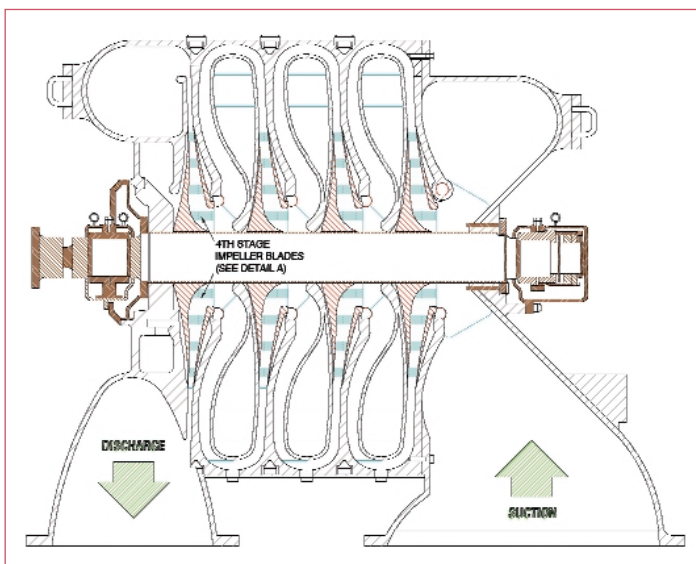 4TH STAGE
IMPELLER BLADES
(SEE DETAIL A)
DISCHARGE
SUCTION